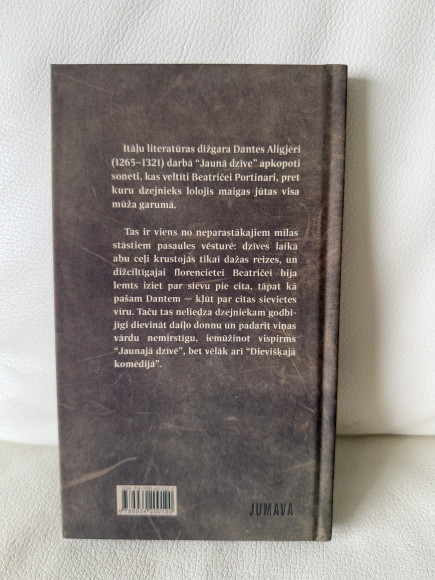 Itāļu literatūras dižgara Dantes Aligjēri
(1265–1321) darbā “Jaunā dzīve” apkopoti
soneti, kas veltīti Beatričei Portinari, pret
kuru dzejnieks lolojis maigas jūtas visa
mūža garumā.
Tas ir viens no neparastākajiem mīlas
stāstiem pasaules vēsturē: dzīves laikā
abu ceļi krustojās tikai dažas reizes, un
dižciltīgajai florencietei Beatričei bija
lemts iziet par sievu pie cita, tāpat kā
pašam Dantem — kļūt par citas sievietes
vīru. Taču tas neliedza dzejniekam godbi-
jīgi dievināt daiļo donnu un padarīt viņas
vārdu nemirstīgu, iemūžinot vispirms
“Jaunajā dzīvē”, bet vēlāk arī “Dievišķajā
komēdijā”.
JUMAVA